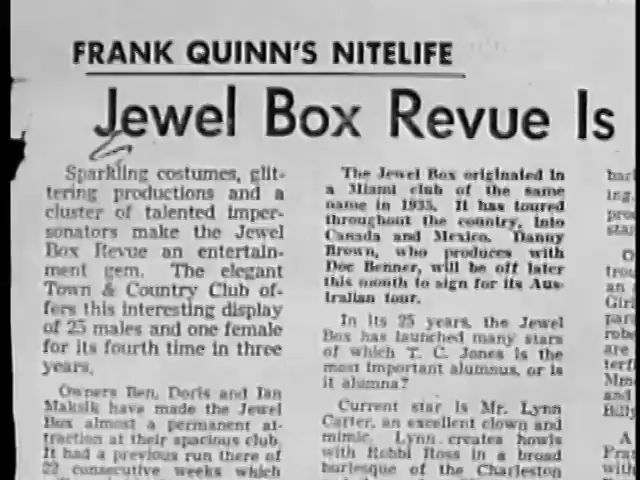 FRANK QUINN'S NITELIFE
Jewel Box Revue Is
Sparkling costumes, glit-
tering productions and a
cluster of talented imper-
sonators make the Jewel
Box Revue an entertain-
ment gem. The elegant
Town & Country Club of-
fers this interesting display
of 25 males and one female
for its fourth time in three
years.
Owners Ben, Doris and Ian
Maksik have made the Jewel
Box almost a permanent at-
traction at their spacious club.
It had a previous run there of
22 consecutive weeks which
The Jewel Box originated in
a Miami club of the same
name in 1935. It has toured
throughout the country, into
Canada and Mexico. Danny
Brown, who produces with
Doc Benner, will be off later
this month to sign for its Aus-
tralian tour.
In its 25 years, the Jewel
Box has launched many stars
of which T. C. Jones is the
most important alumnus, or is
it alumna?
Current star is Mr. Lynn
Carter, an excellent clown and
mimic. Lynn creates howls
with Robbi Ross in a broad
burlesque of the Charleston
an
are
and
Billy
A
with